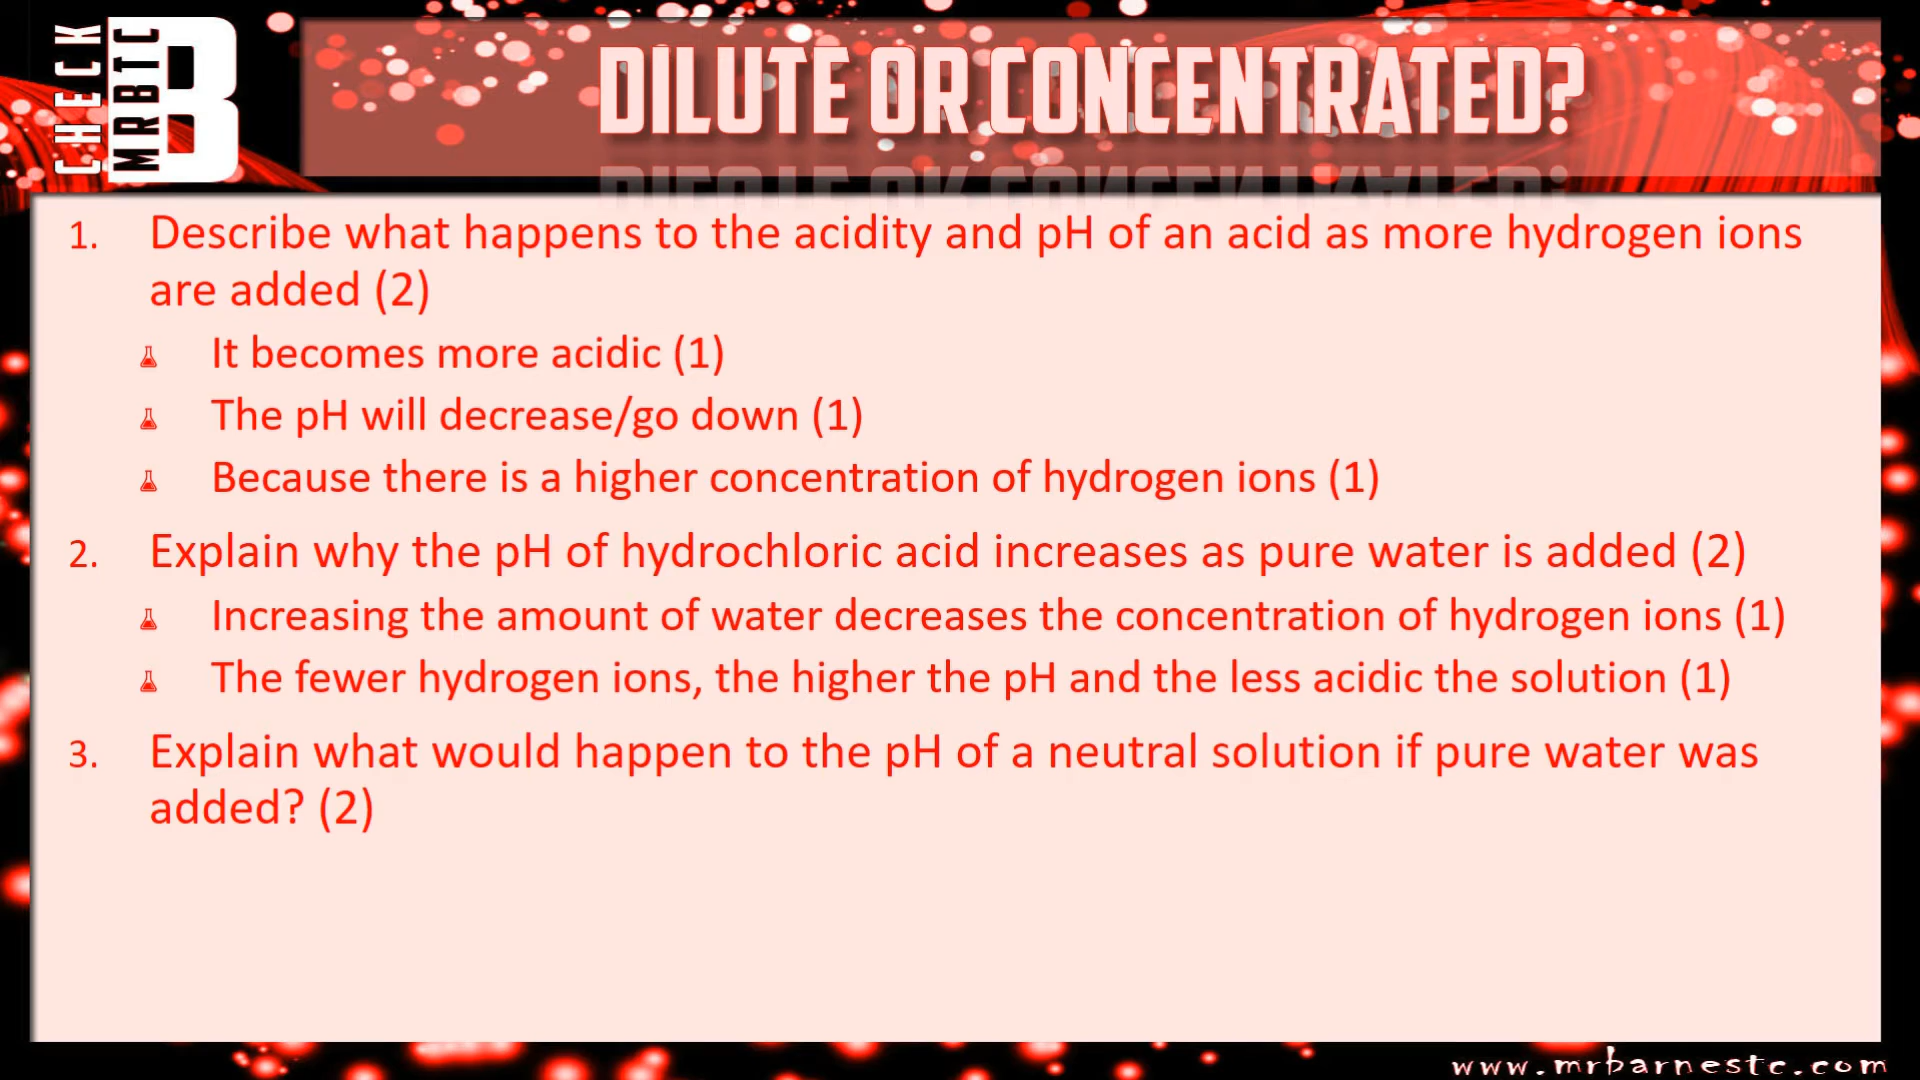 CHECK
MRBTC
B
DILUTE OR CONCENTRATED?
1. Describe what happens to the acidity and pH of an acid as more hydrogen ions
are added (2)
It becomes more acidic (1)
The pH will decrease/go down (1)
Because there is a higher concentration of hydrogen ions (1)
2. Explain why the pH of hydrochloric acid increases as pure water is added (2)
Increasing the amount of water decreases the concentration of hydrogen ions (1)
The fewer hydrogen ions, the higher the pH and the less acidic the solution (1)
3. Explain what would happen to the pH of a neutral solution if pure water was
added? (2)
www.mrbarnestc.com